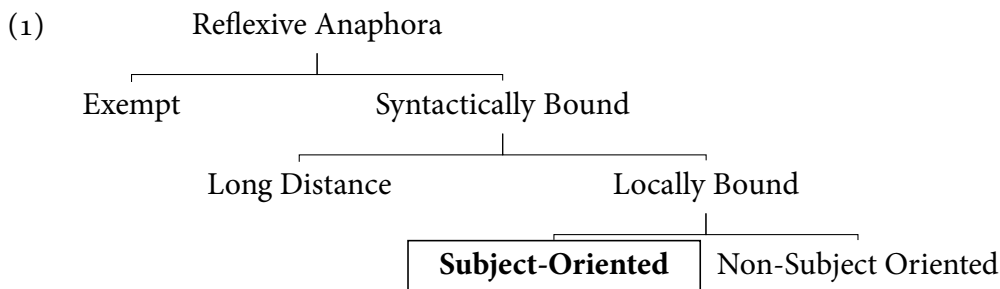 (1) Reflexive Anaphora
Exempt Syntactically Bound
Long Distance Locally Bound
Subject-Oriented Non-Subject Oriented